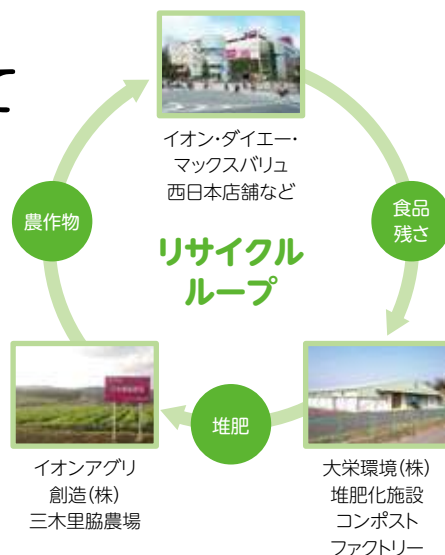 て
イオン・ダイエー・
マックスバリュ
西日本店舗など
農作物
食品
残さ
リサイクル
ループ
堆肥
イオンアグリ
創造(株)
三木里脇農場
大栄環境(株)
堆肥化施設
コンポスト
ファクトリー